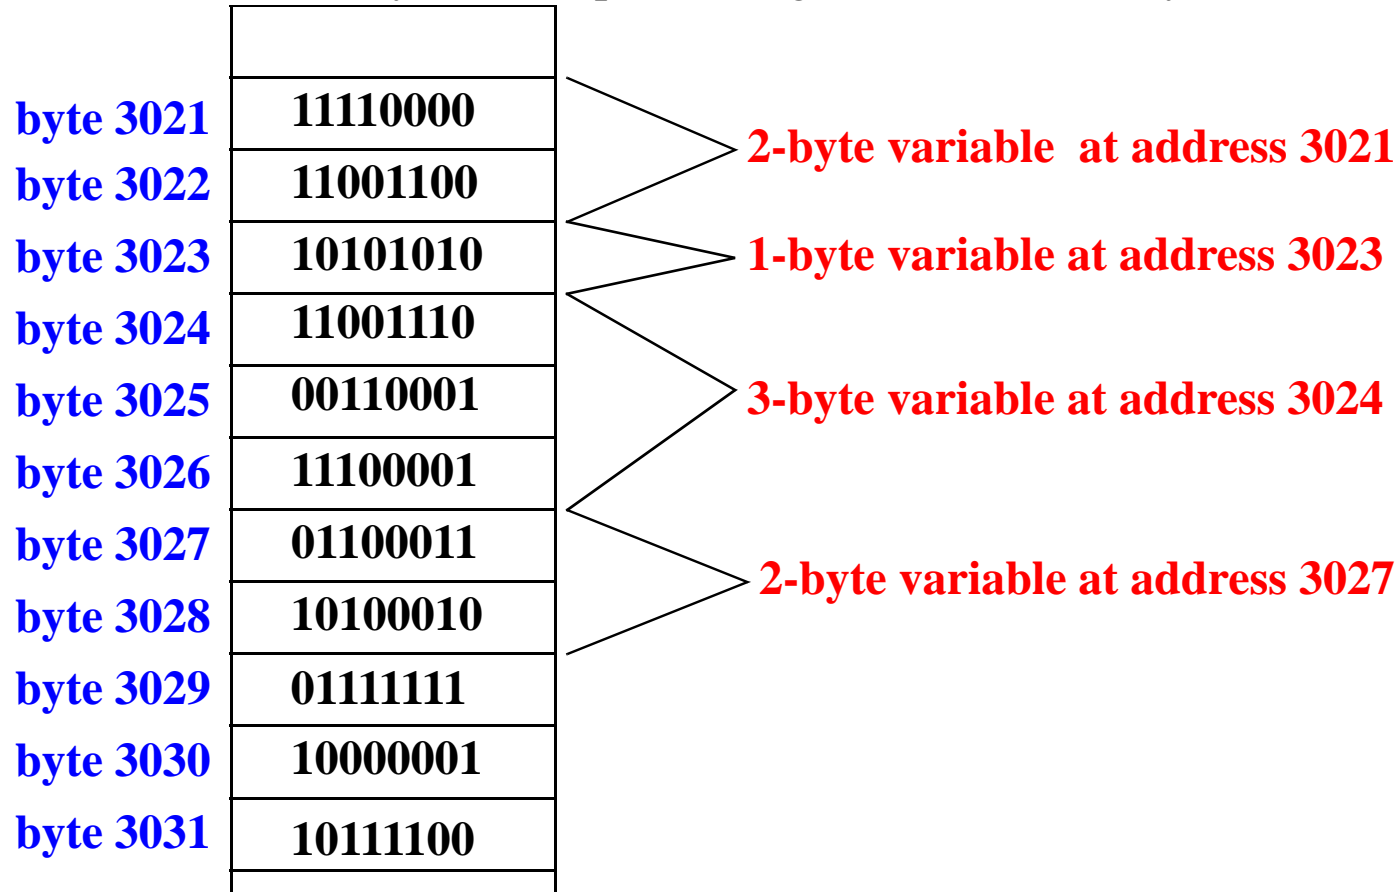 byte 3021 11110000
2-byte variable at address 3021
byte 3022 11001100
byte 3023 10101010 1-byte variable at address 3023
byte 3024 11001110
byte 3025 00110001 3-byte variable at address 3024
byte 3026 11100001
byte 3027 01100011
2-byte variable at address 3027
byte 3028 10100010
byte 3029 01111111
byte 3030 10000001
byte 3031 10111100